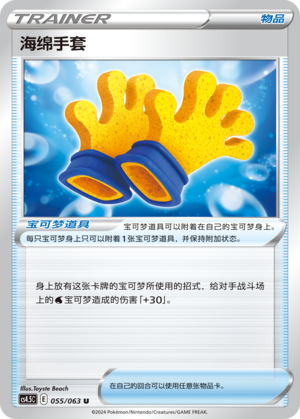 TRAINER
物品
海绵手套
宝可梦道具
宝可梦道具可以附着在自己的宝可梦身上。
每只宝可梦身上只可以附着1张宝可梦道具,并保持附加状态。
身上放有这张卡牌的宝可梦所使用的招式,给对手战斗场
上的宝可梦造成的伤害「+30」。
Illus.Toyste Beach
CS4.5C E 055/063 U
在自己的回合可以使用任意张物品卡。
©2024 Pokémon/Nintendo/Creatures/GAME FREAK.